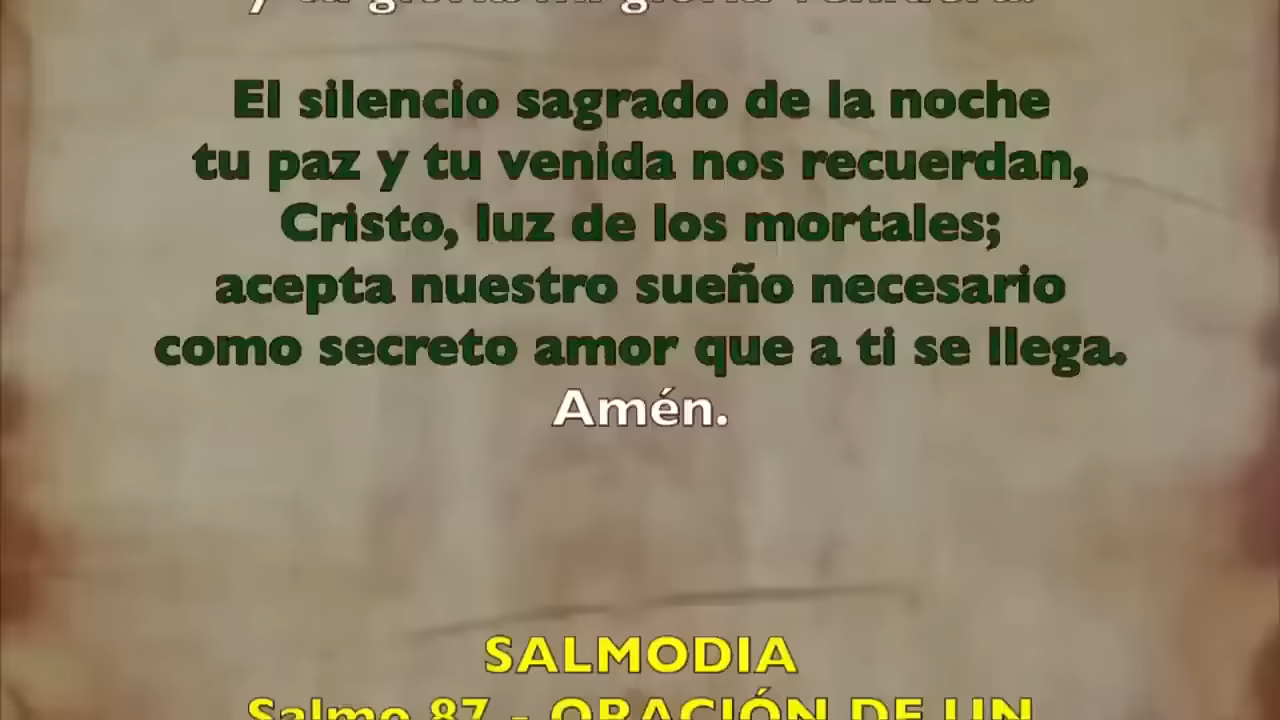 El silencio sagrado de la noche
tu paz y tu venida nos recuerdan,
Cristo, luz de los mortales;
acepta nuestro sueño necesario
como secreto amor que a ti se llega.
Amén.
SALMODIA
Salmo 87 - ORACIÓN DE UN